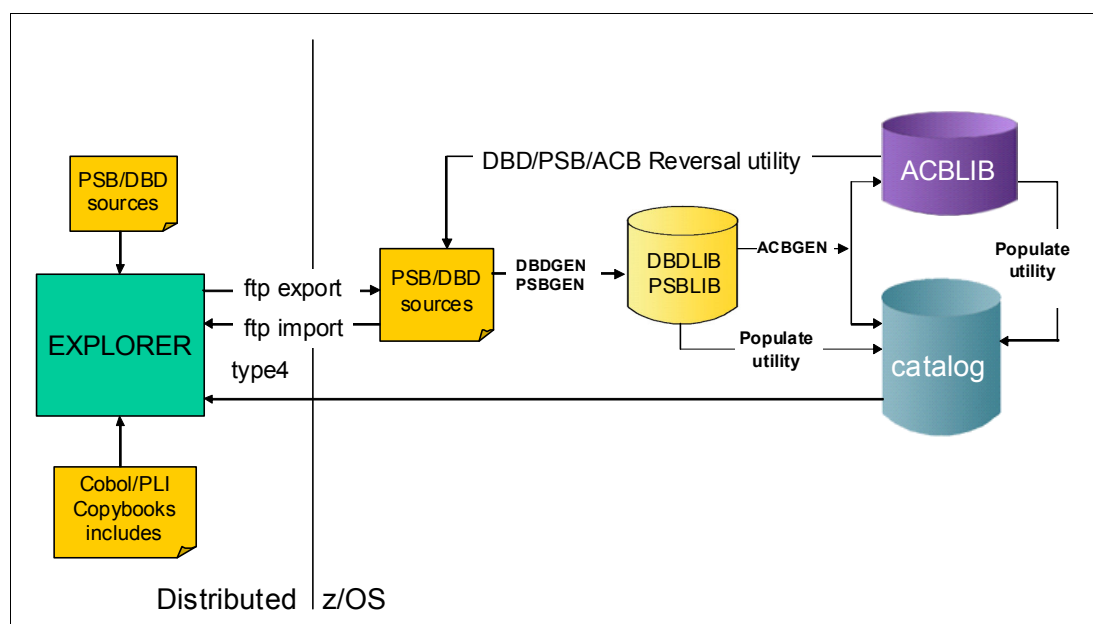 PSB/DBD
sources
EXPLORER
Cobol/PLI
Copybooks
includes
ftp export
ftp import
type4
DBD/PSB/ACB Reversal utility
PSB/DBD
sources
DBDGEN
PSBGEN
DBDLIB
PSBLIB
ACBGEN
Populate
utility
ACBLIB
Populate
utility
catalog
Distributed
z/OS